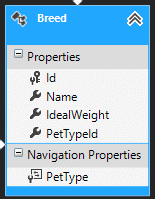 Breed
Properties
Id
Name
IdealWeight
PetTypeId
Navigation Properties
PetType